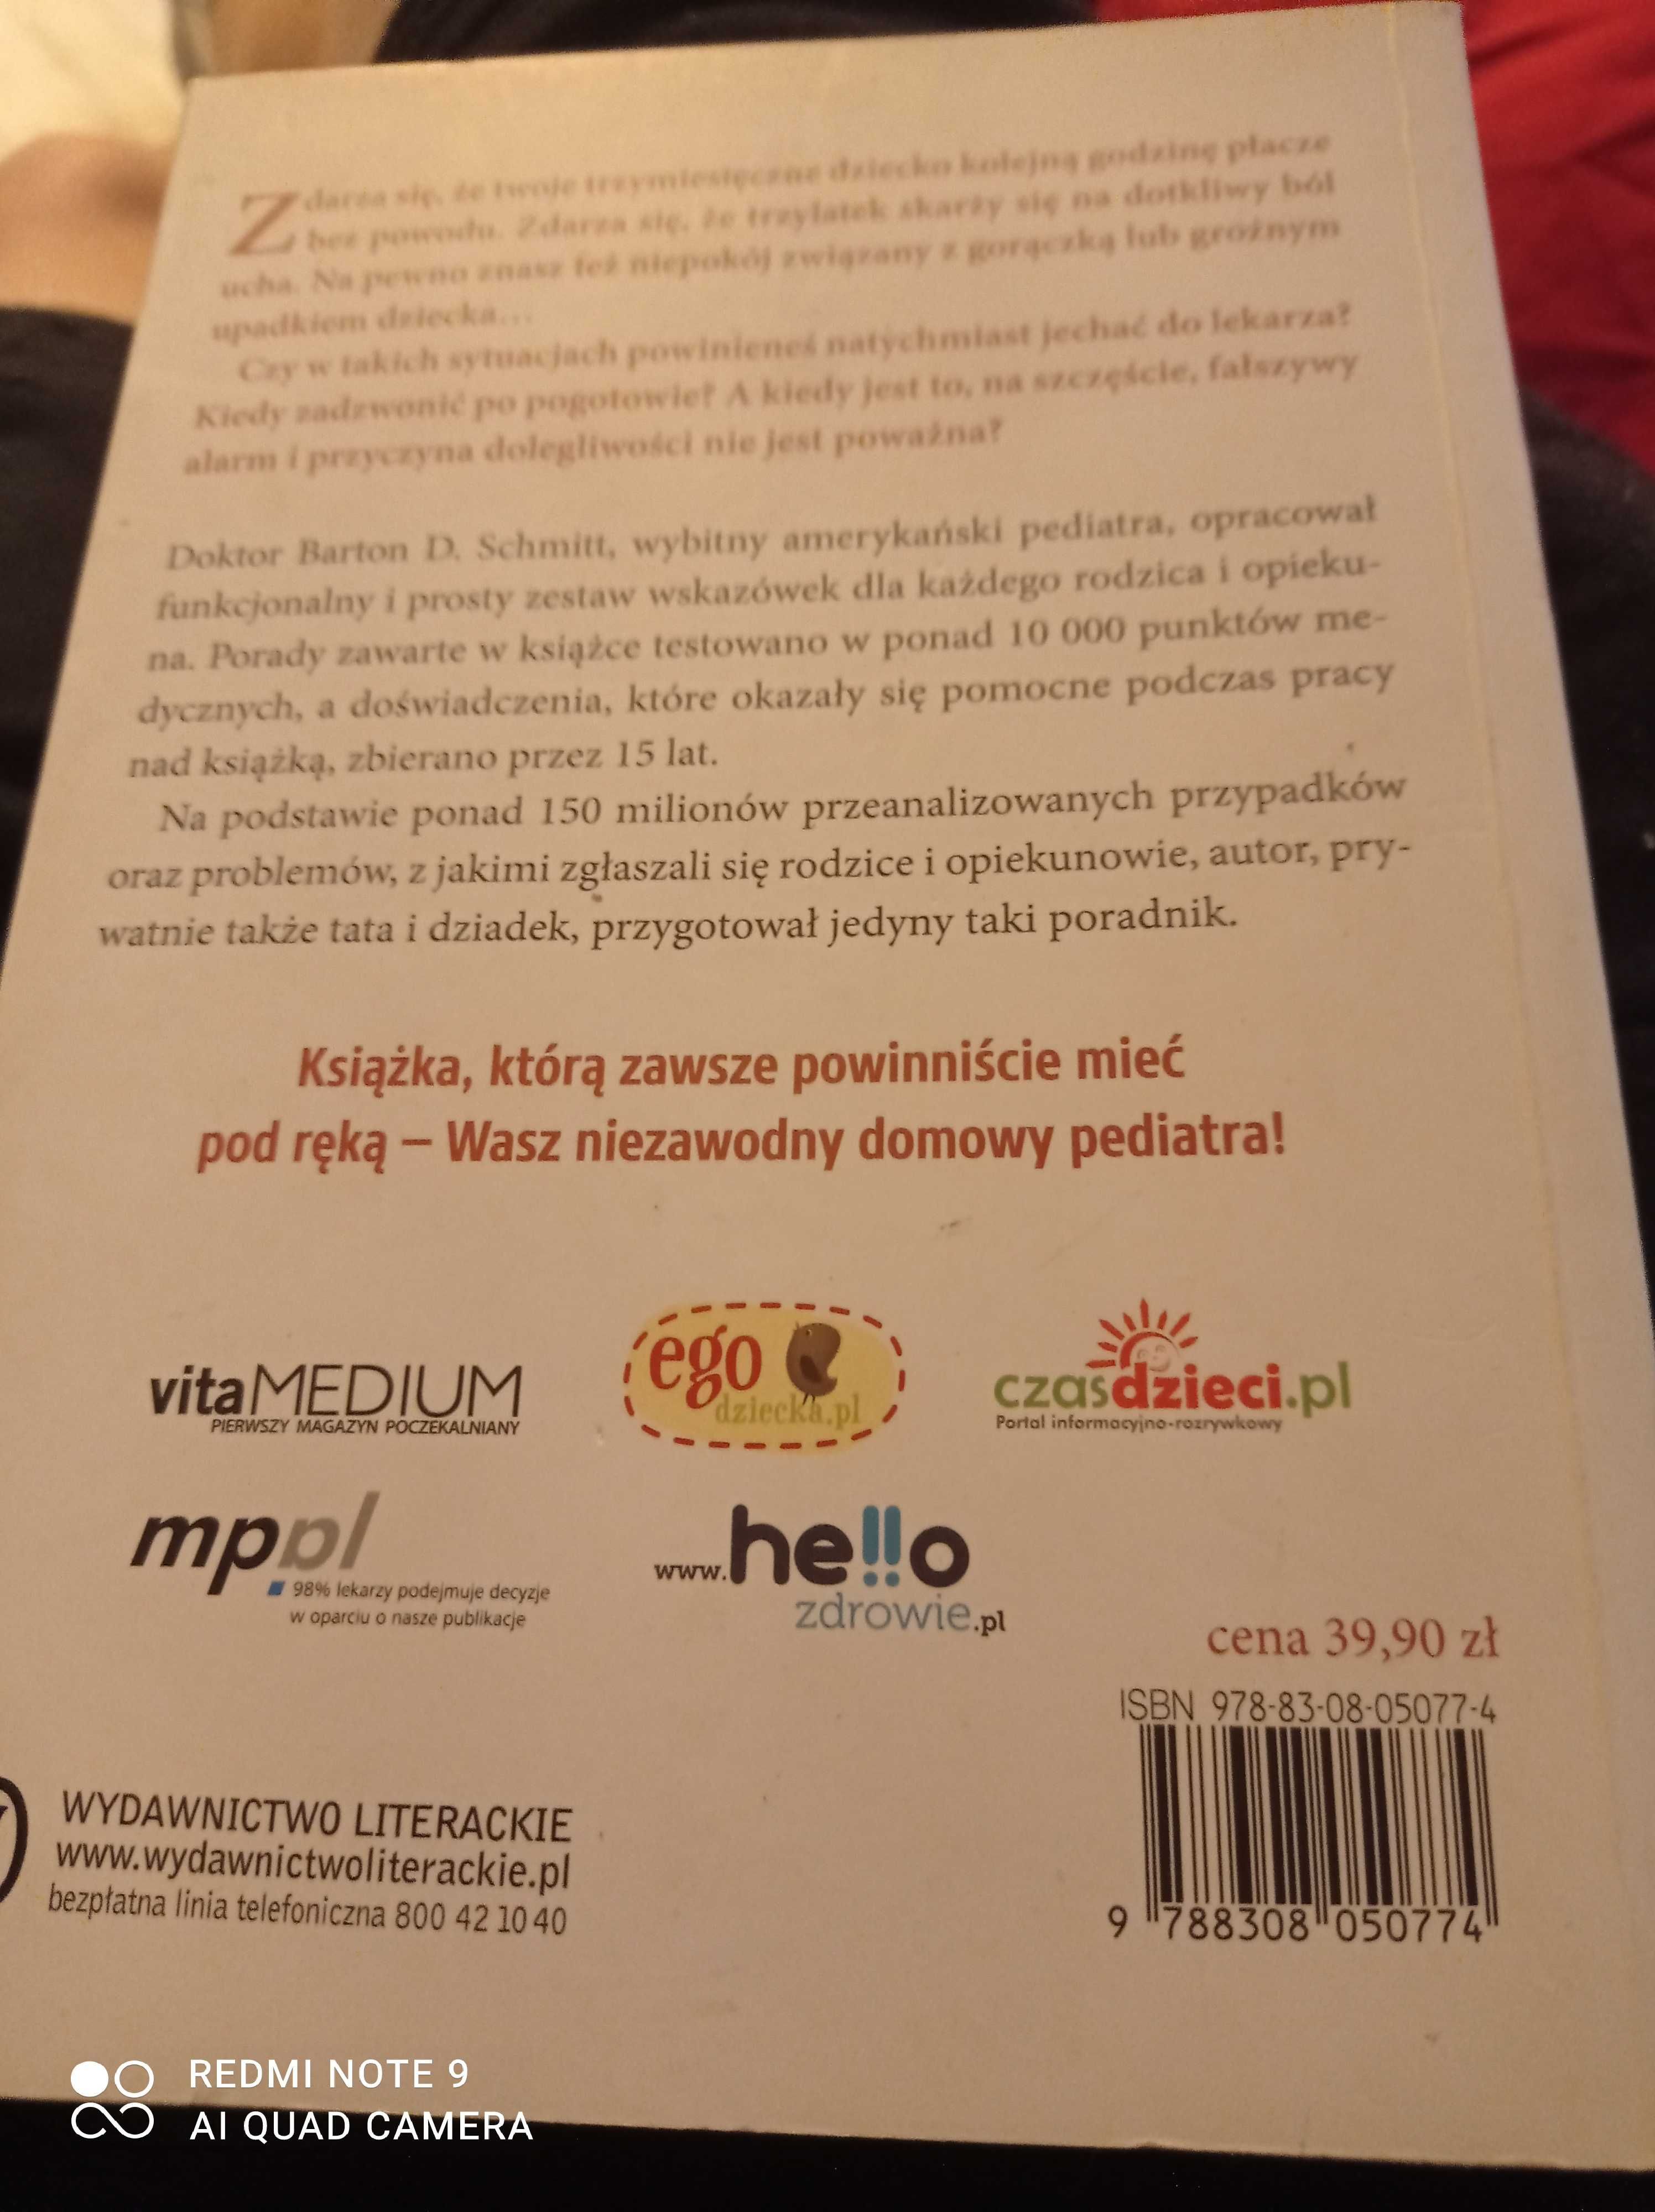 Zdarza się, że twoje trzymiesięczne dziecko kolejną godzinę płacze
bez powodu. Zdarza się, że trzylatek skarży się na dotkliwy ból
ucha. Na pewno znasz też niepokój związany z gorączką lub groźnym
upadkiem dziecka...
Czy w takich sytuacjach powinieneś natychmiast jechać do lekarza?
Kiedy zadzwonić po pogotowie? A kiedy jest to, na szczęście, fałszywy
alarm i przyczyna dolegliwości nie jest poważna?
Doktor Barton D. Schmitt, wybitny amerykański pediatra, opracował
funkcjonalny i prosty zestaw wskazówek dla każdego rodzica i opieku-
na. Porady zawarte w książce testowano w ponad 10 000 punktów me-
dycznych, a doświadczenia, które okazały się pomocne podczas pracy
nad książką, zbierano przez 15 lat.
Na podstawie ponad 150 milionów przeanalizowanych przypadków
oraz problemów, z jakimi zgłaszali się rodzice i opiekunowie, autor, pry-
watnie także tata i dziadek, przygotował jedyny taki poradnik.
Książka, którą zawsze powinniście mieć
pod ręką – Wasz niezawodny domowy pediatra!
vitaMEDIUM
PIERWSZY MAGAZYN POCZEKALNIANY
ego
dziecka.pl
czasdzieci.pl
Portal informacyjno-rozrywkowy
mppl
98% lekarzy podejmuje decyzje
w oparciu o nasze publikacje
www.hello
zdrowie.pl
cena 39,90 zł
ISBN 978-83-08-05077-4
9 788308 050774
WYDAWNICTWO LITERACKIE
www.wydawnictwoliterackie.pl
bezpłatna linia telefoniczna 800 42 10 40
REDMI NOTE 9
AI QUAD CAMERA